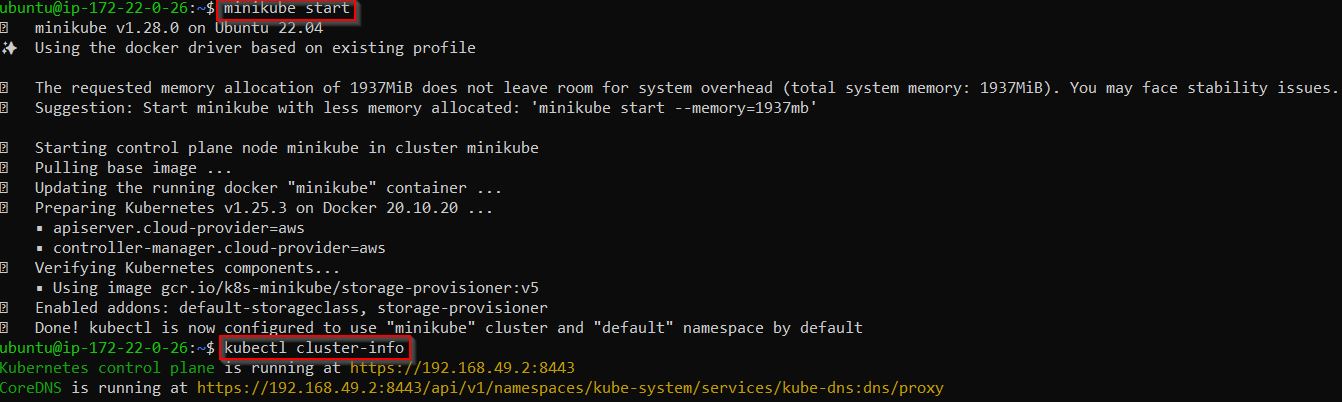 ubuntu@ip-172-22-0-26:~$ minikube start
minikube v1.28.0 on Ubuntu 22.04
✨ Using the docker driver based on existing profile
The requested memory allocation of 1937MiB does not leave room for system overhead (total system memory: 1937MiB). You may face stability issues.
Suggestion: Start minikube with less memory allocated: 'minikube start --memory=1937mb'
Starting control plane node minikube in cluster minikube
Pulling base image ...
Updating the running docker "minikube" container ...
Preparing Kubernetes v1.25.3 on Docker 20.10.20 ...
▪ apiserver.cloud-provider=aws
▪ controller-manager.cloud-provider=aws
Verifying Kubernetes components...
▪ Using image gcr.io/k8s-minikube/storage-provisioner:v5
Enabled addons: default-storageclass, storage-provisioner
Done! kubectl is now configured to use "minikube" cluster and "default" namespace by default
ubuntu@ip-172-22-0-26:~$ kubectl cluster-info
Kubernetes control plane is running at https://192.168.49.2:8443
CoreDNS is running at https://192.168.49.2:8443/api/v1/namespaces/kube-system/services/kube-dns:dns/proxy